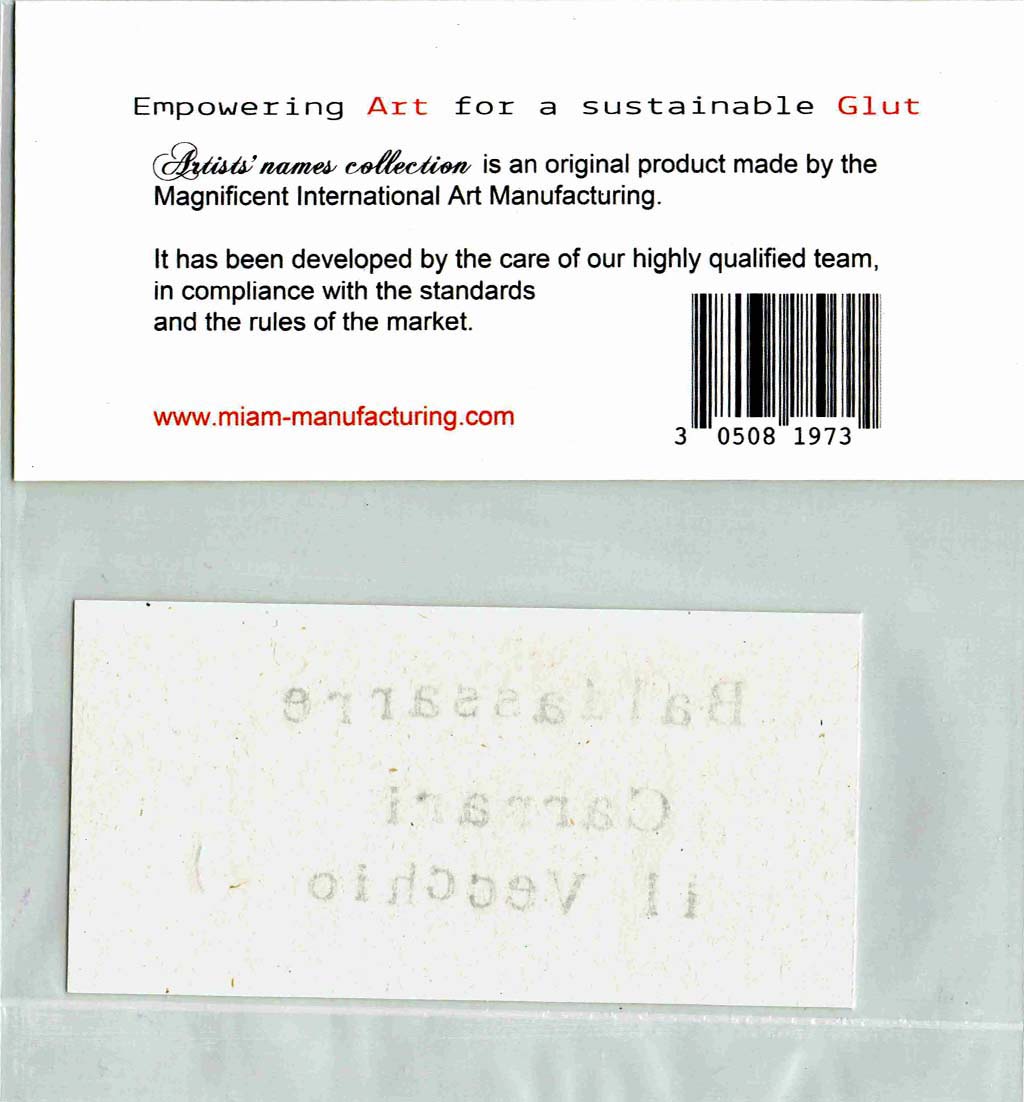 Empowering Art for a sustainable Glut
Artists' names collection is an original product made by the
Magnificent International Art Manufacturing.
It has been developed by the care of our highly qualified team,
in compliance with the standards
and the rules of the market.
www.miam-manufacturing.com
3 0508 1973
Baldassarre
Carrari
il Vecchio